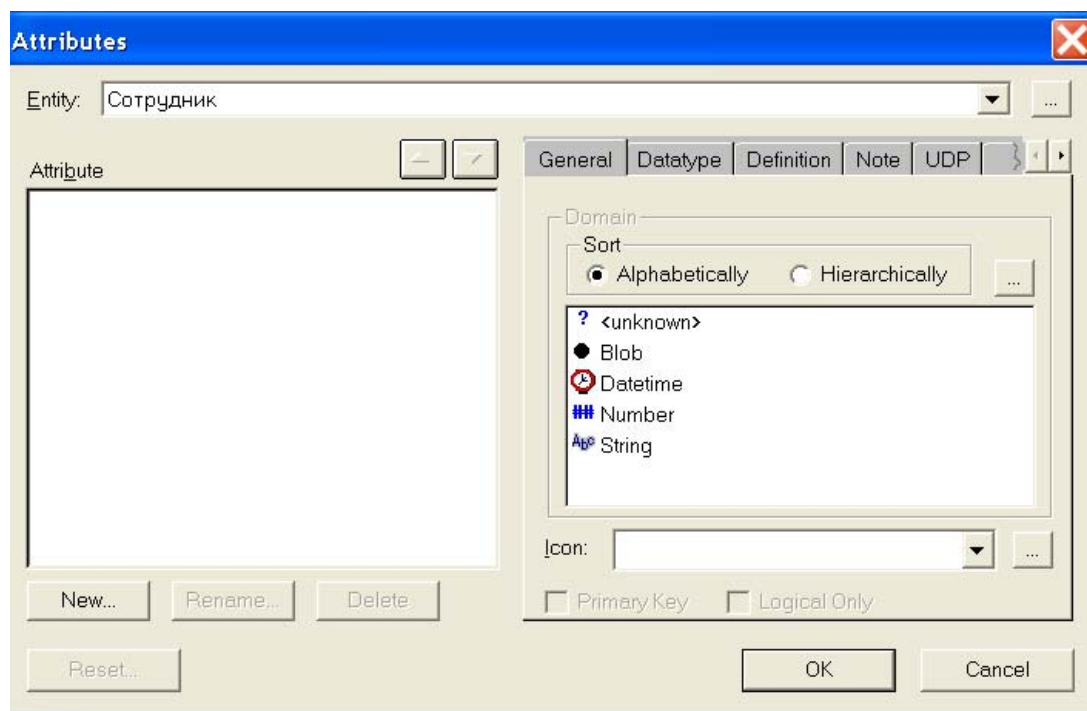 Attributes
Entity: Сотрудник ...
Attribute
General Datatype Definition Note UDP
Domain
Sort
Alphabetically Hierarchically ...
? <unknown>
Blob
Datetime
## Number
Abc String
Icon: ...
New... Rename... Delete
Primary Key Logical Only
Reset... OK Cancel